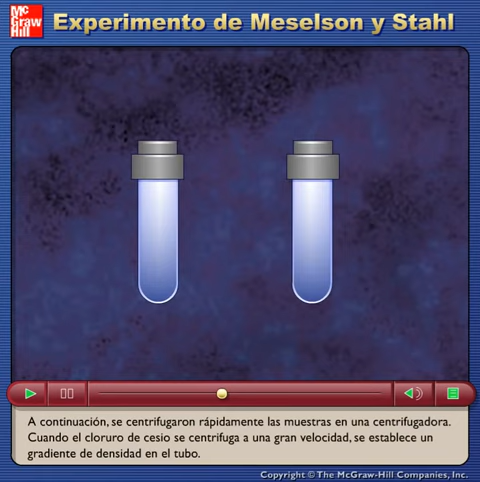 Mc
Graw
Hill
Experimento de Meselson y Stahl
A continuación, se centrifugaron rápidamente las muestras en una centrifugadora.
Cuando el cloruro de cesio se centrifuga a una gran velocidad, se establece un
gradiente de densidad en el tubo.
Copyright © The McGraw-Hill Companies, Inc.